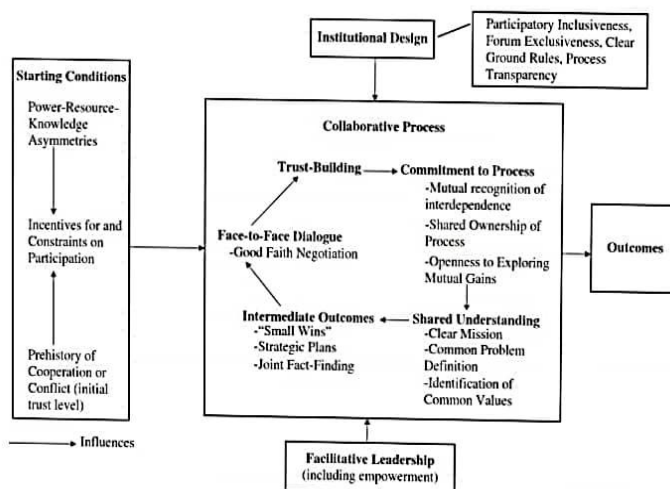 Institutional Design
Participatory Inclusiveness,
Forum Exclusiveness, Clear
Ground Rules, Process
Transparency
Starting Conditions
Power-Resource-
Knowledge
Asymmetries
Incentives for and
Constraints on
Participation
Prehistory of
Cooperation or
Conflict (initial
trust level)
Influences
Collaborative Process
Trust-Building
Commitment to Process
-Mutual recognition of
interdependence
-Shared Ownership of
Process
-Openness to Exploring
Mutual Gains
Face-to-Face Dialogue
-Good Faith Negotiation
Intermediate Outcomes
-"Small Wins"
-Strategic Plans
-Joint Fact-Finding
Shared Understanding
-Clear Mission
-Common Problem
Definition
-Identification of
Common Values
Outcomes
Facilitative Leadership
(including empowerment)